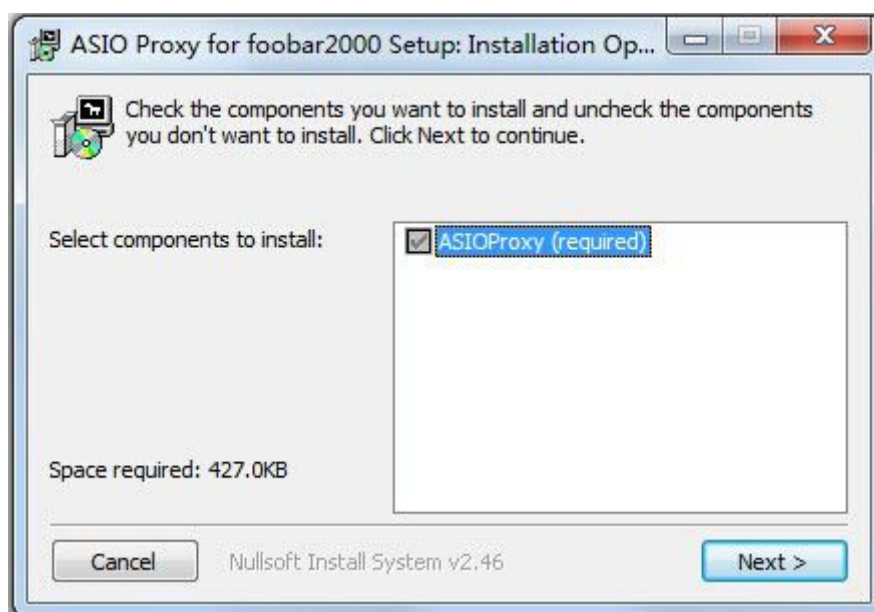 ASIO Proxy for foobar2000 Setup: Installation Op...
Check the components you want to install and uncheck the components
you don't want to install. Click Next to continue.
Select components to install:
ASIOProxy (required)
Space required: 427.0KB
Cancel
Nullsoft Install System v2.46
Next >